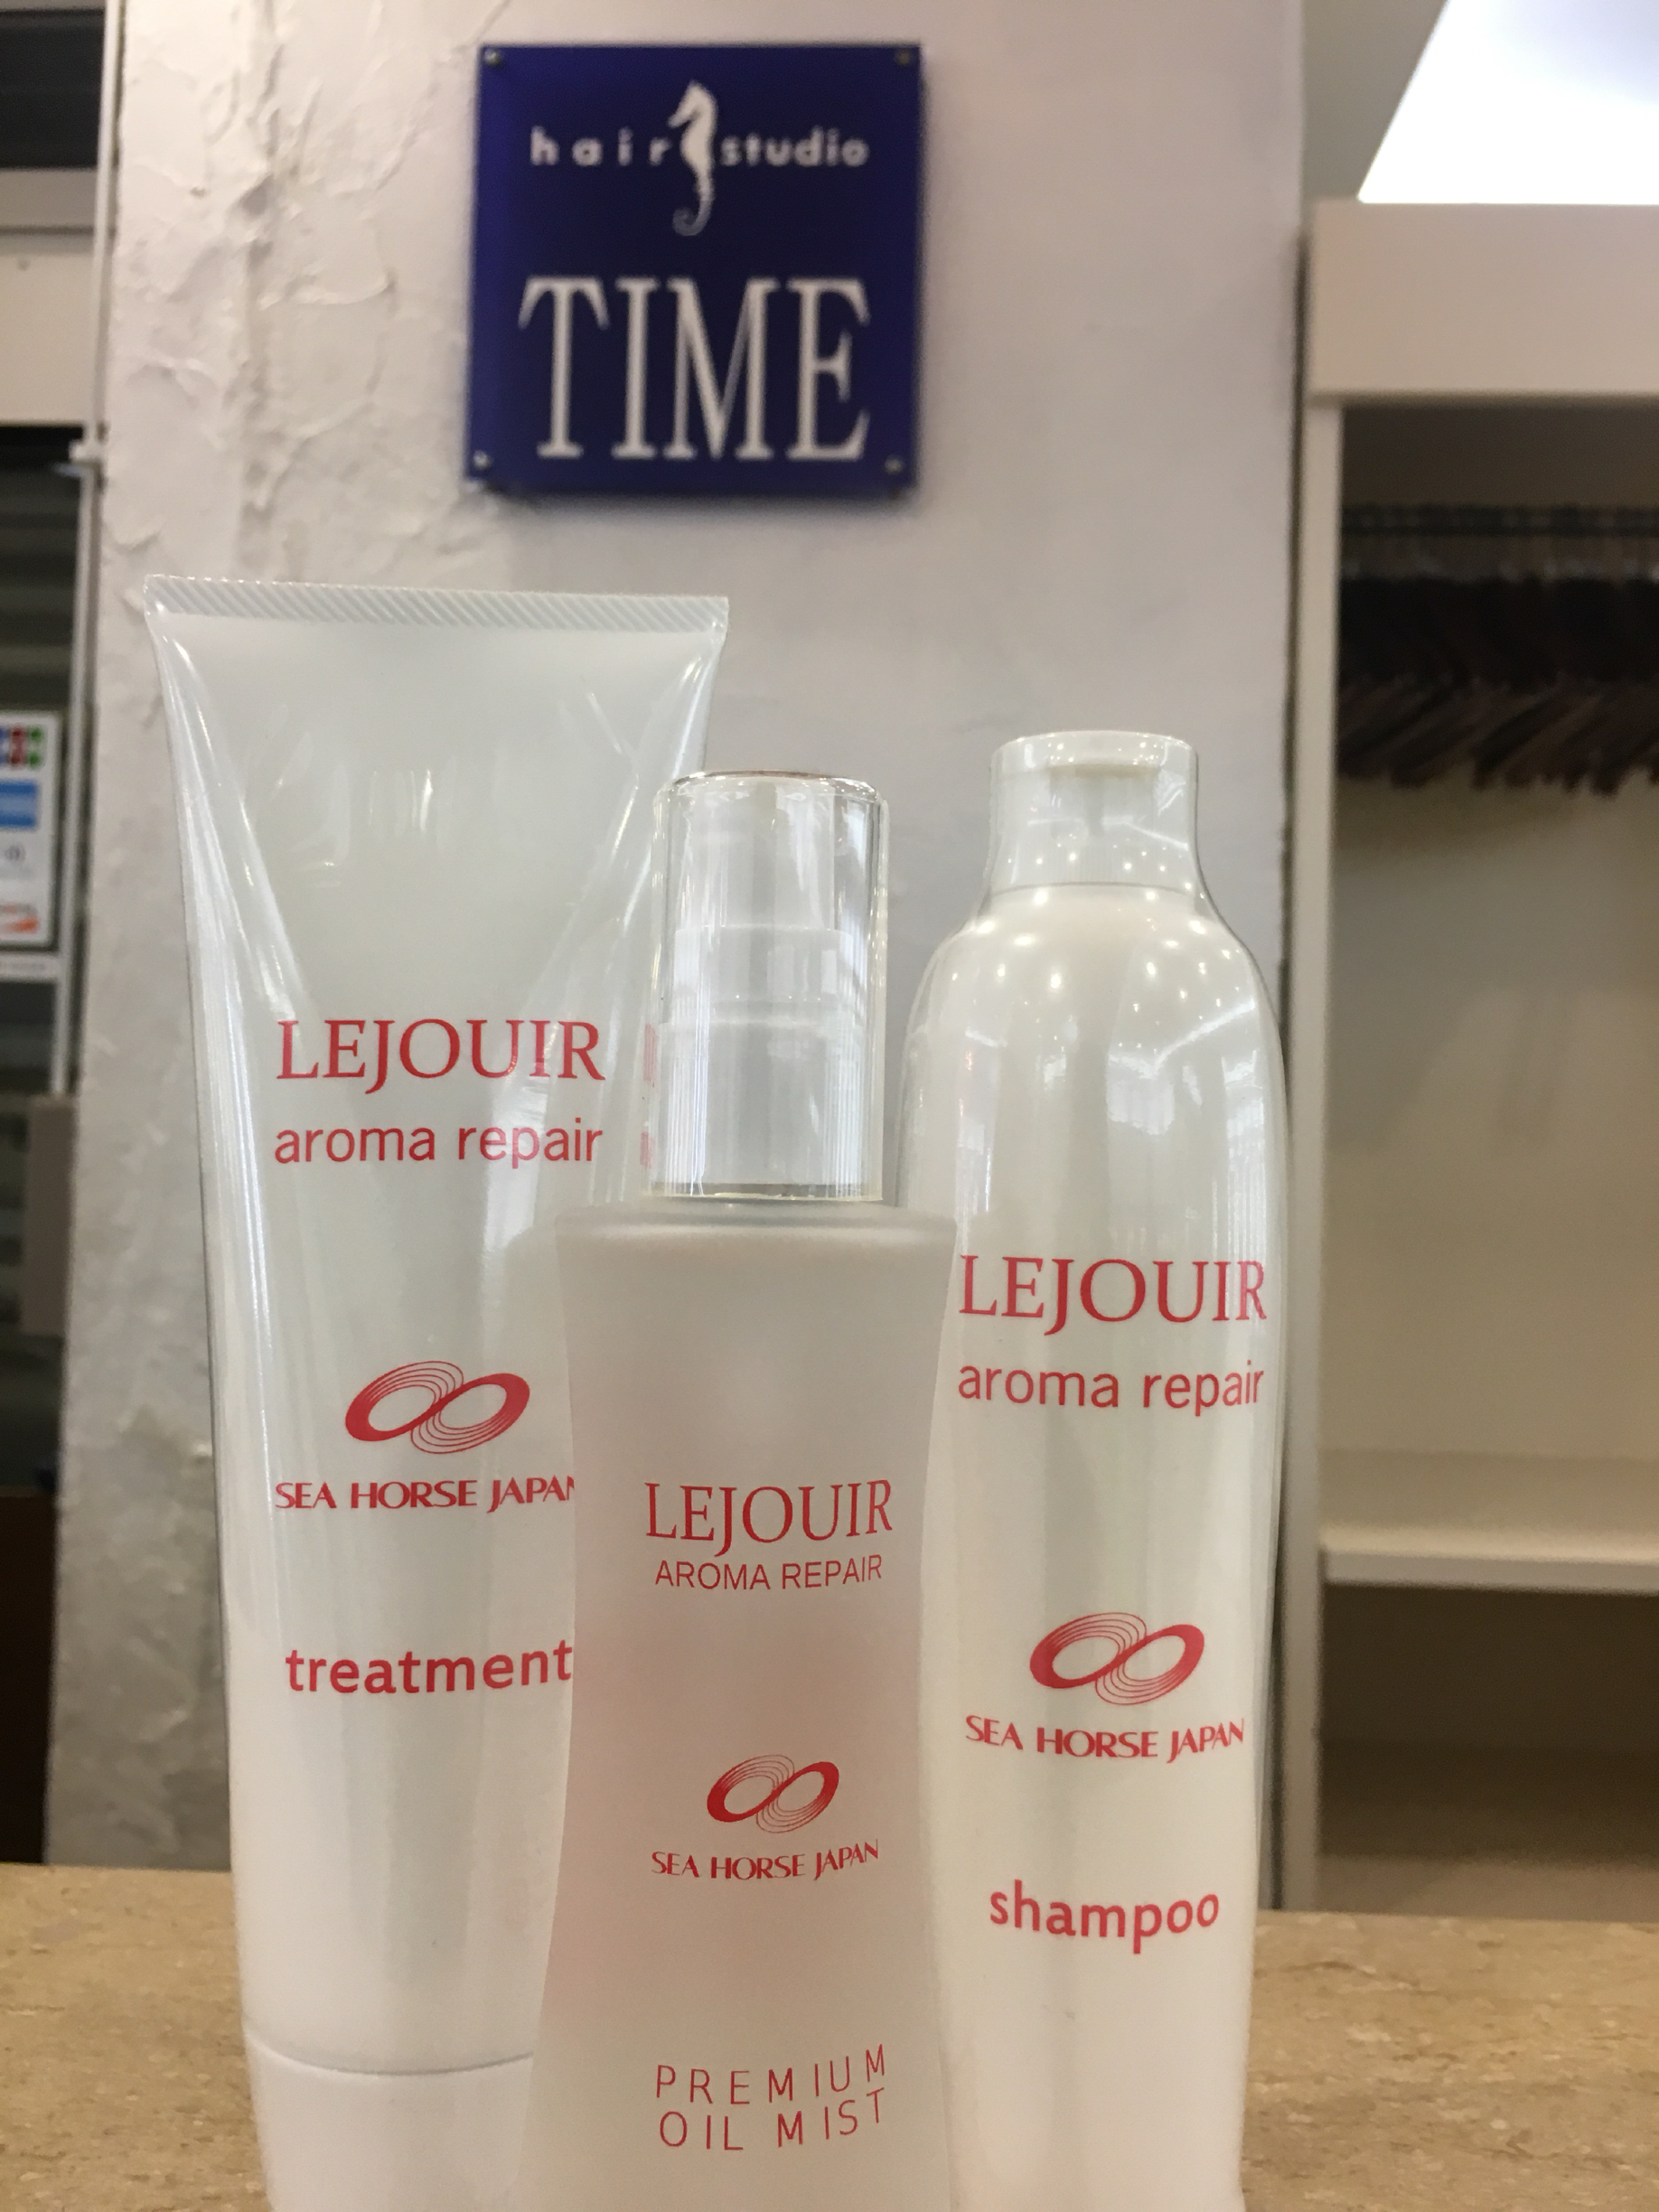 hair studio
TIME
LEJOUIR
aroma repair
SEA HORSE JAPAN
treatment
LEJOUIR
AROMA REPAIR
SEA HORSE JAPAN
PREMIUM
OIL MIST
LEJOUIR
aroma repair
SEA HORSE JAPAN
shampoo